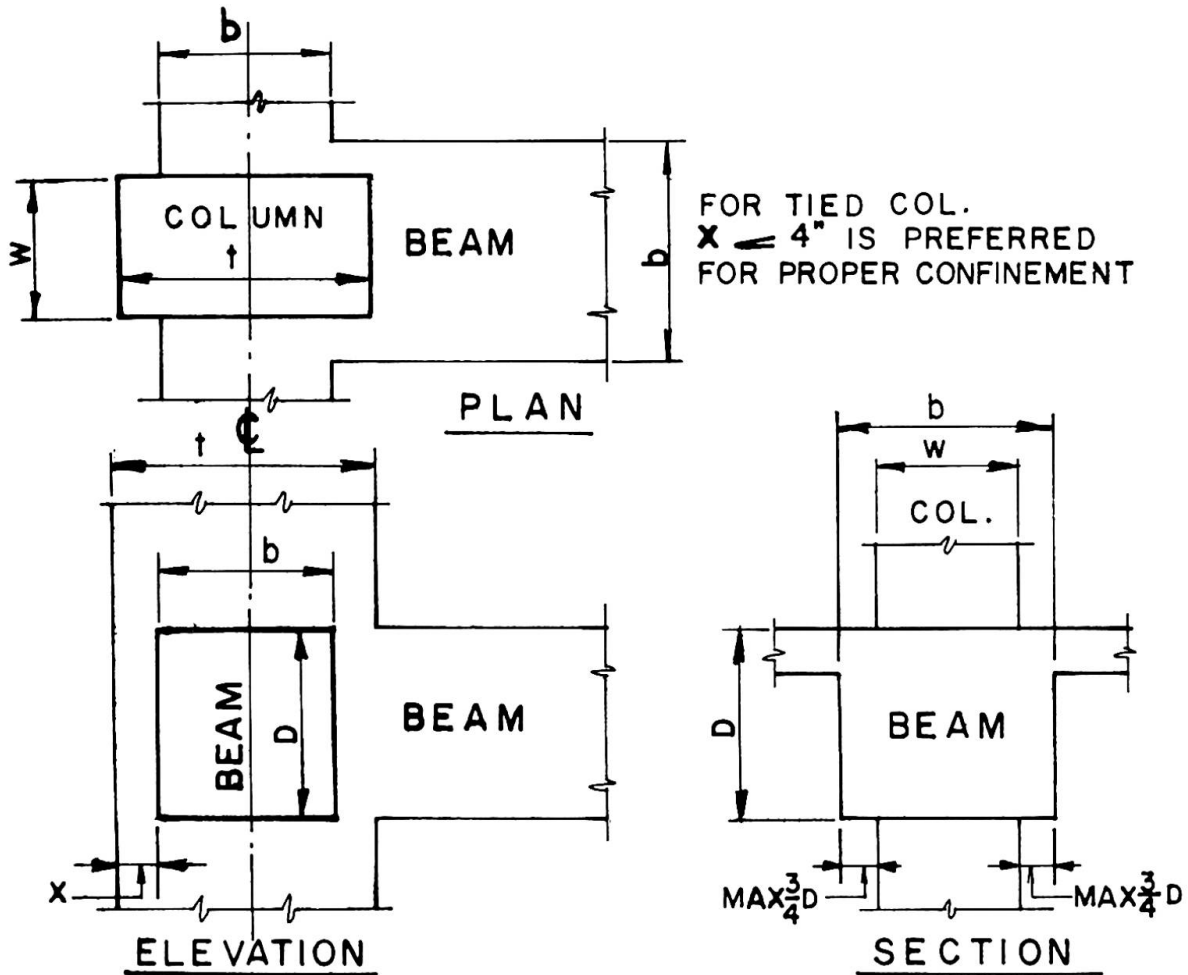 b
W
COLUMN
t
BEAM
b
FOR TIED COL.
X ≤ 4" IS PREFERRED
FOR PROPER CONFINEMENT
PLAN
℄
t
b
BEAM
D
BEAM
X
ELEVATION
b
W
COL.
D
BEAM
MAX 3/4 D
MAX 3/4 D
SECTION